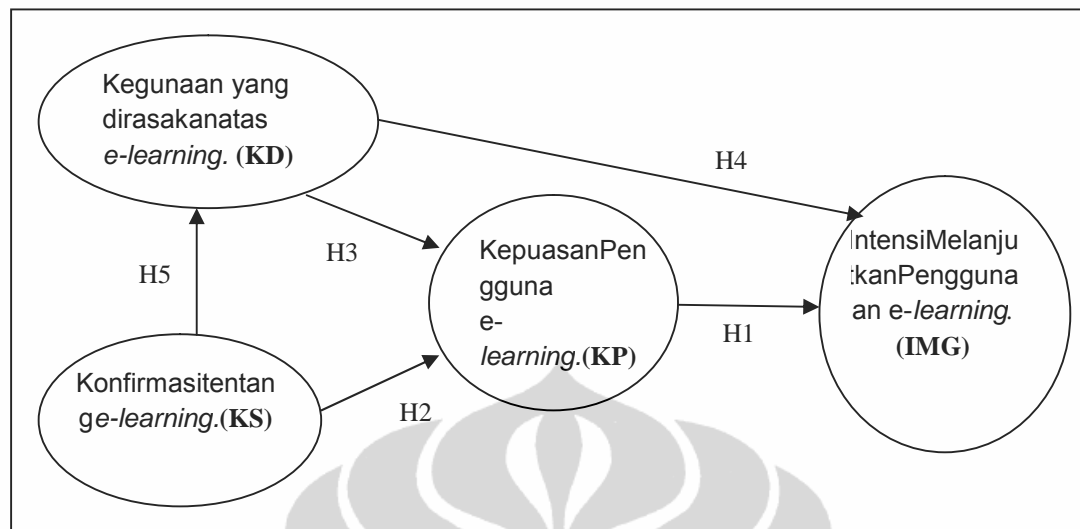 Kegunaan yang
dirasakanatas
e-learning. (KD)
H4
H3
H5
KepuasanPen
gguna
e-
learning.(KP)
IntensiMelanju
tkanPengguna
an e-learning.
(IMG)
H1
Konfirmasitentan
ge-learning.(KS)
H2